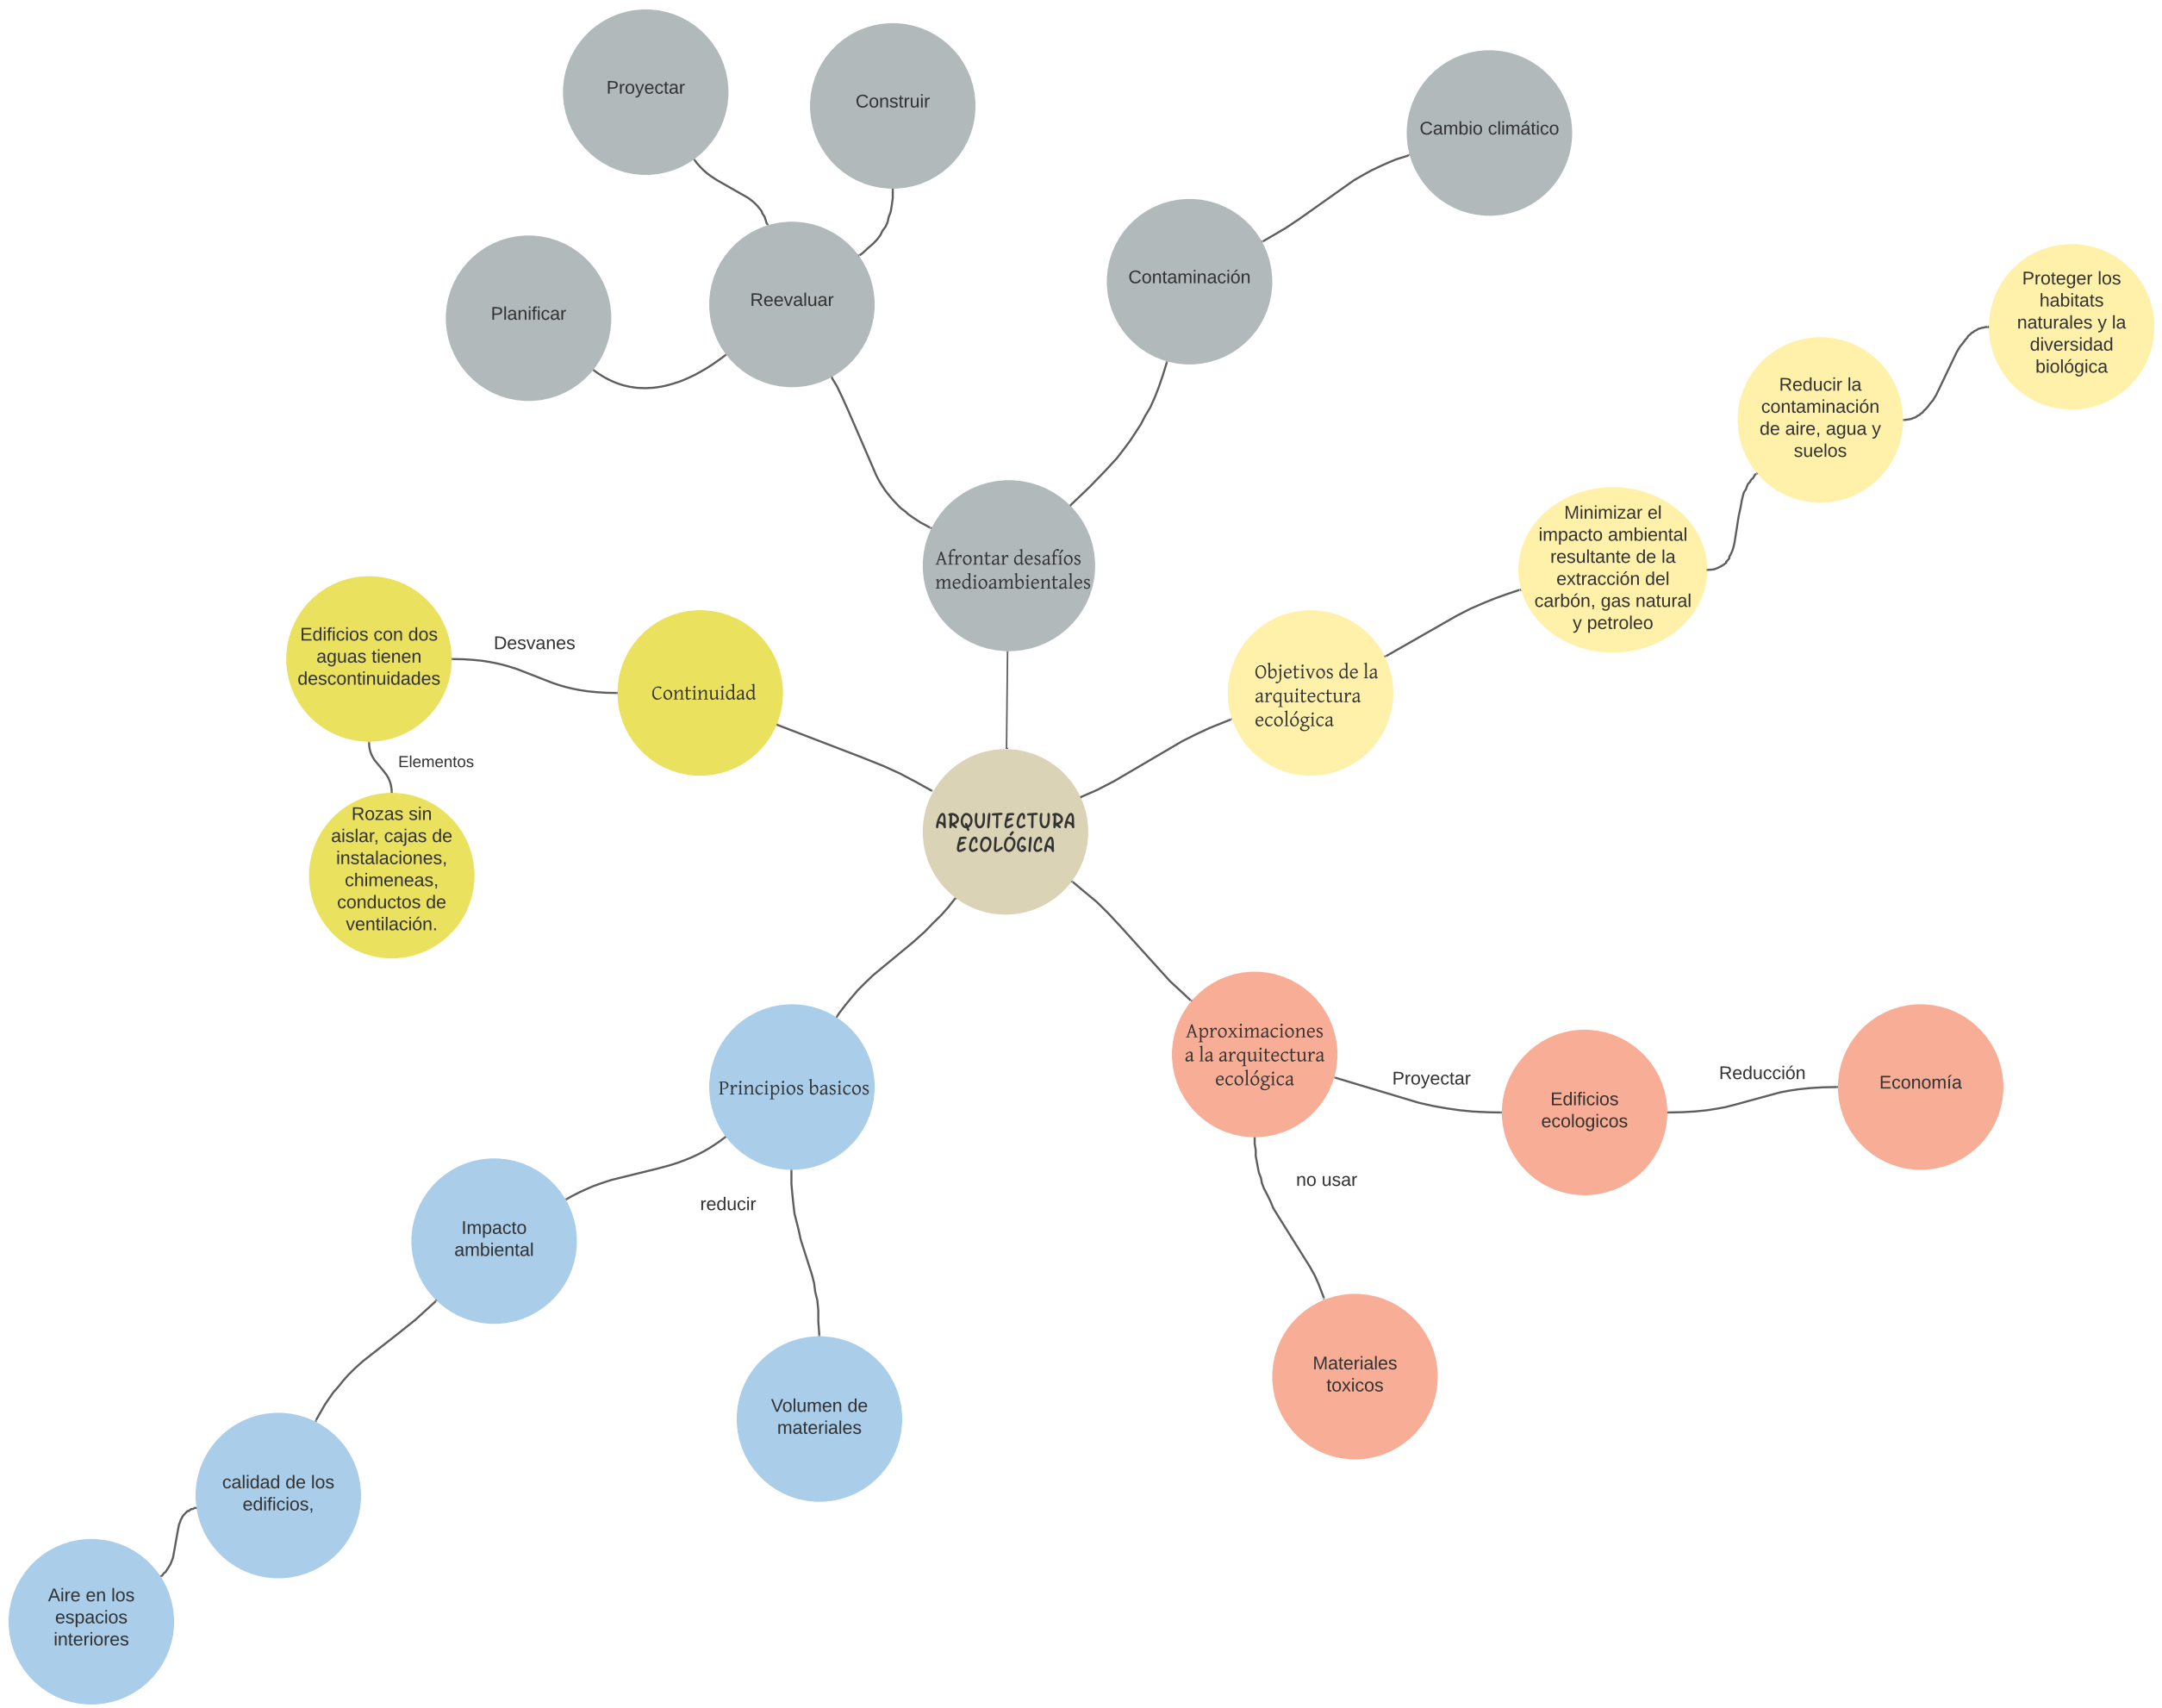 Proyectar
Construir
Cambio climático
Planificar
Reevaluar
Contaminación
Proteger los
habitats
naturales y la
diversidad
biológica
Reducir la
contaminación
de aire, agua y
suelos
Minimizar el
impacto ambiental
resultante de la
extracción del
carbón, gas natural
y petroleo
Afrontar desafíos
medioambientales
Objetivos de la
arquitectura
ecológica
Edificios con dos
aguas tienen
descontinuidades
Desvanes
Continuidad
Elementos
Rozas sin
aislar, cajas de
instalaciones,
chimeneas,
conductos de
ventilación.
ARQUITECTURA
ECOLÓGICA
Principios basicos
Aproximaciones
a la arquitectura
ecológica
Proyectar
Edificios
ecologicos
Reducción
Economía
no usar
Materiales
toxicos
reducir
Impacto
ambiental
Volumen de
materiales
calidad de los
edificios,
Aire en los
espacios
interiores